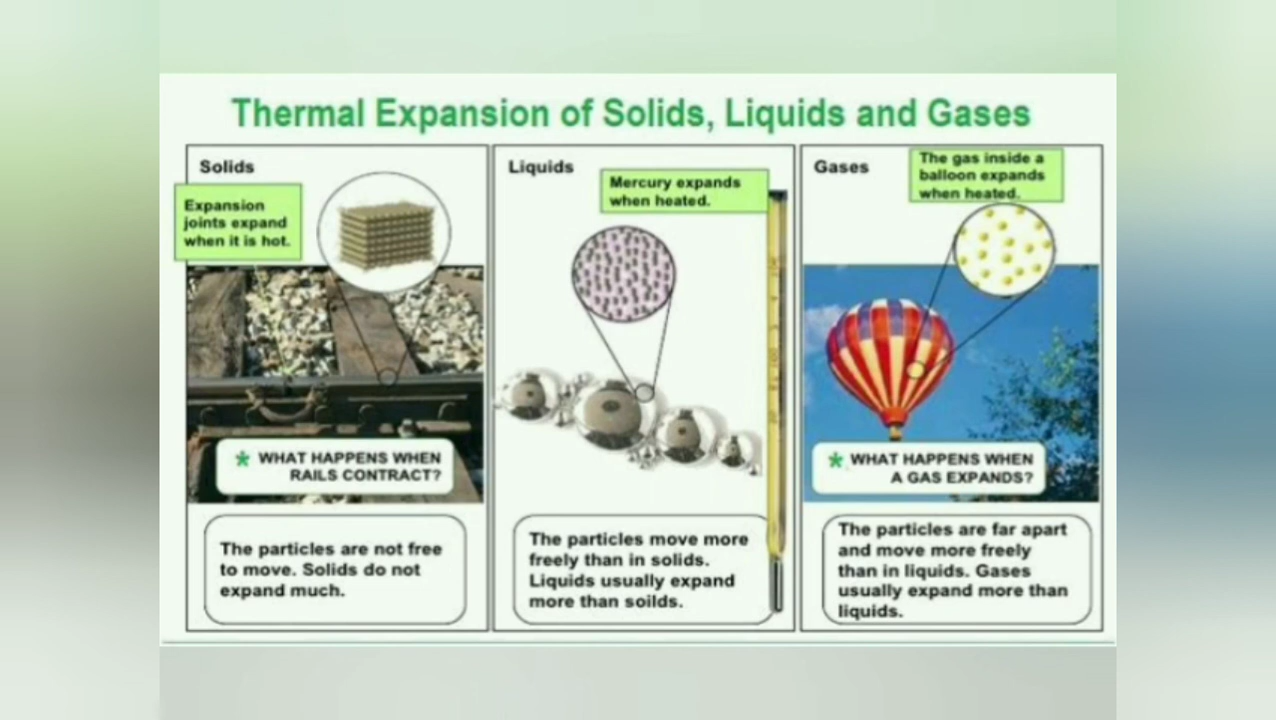 Thermal Expansion of Solids, Liquids and Gases
Solids
Expansion
joints expand
when it is hot.
* WHAT HAPPENS WHEN
RAILS CONTRACT?
The particles are not free
to move. Solids do not
expand much.
Liquids
Mercury expands
when heated.
The particles move more
freely than in solids.
Liquids usually expand
more than soilds.
Gases
The gas inside a
balloon expands
when heated.
* WHAT HAPPENS WHEN
A GAS EXPANDS?
The particles are far apart
and move more freely
than in liquids. Gases
usually expand more than
liquids.